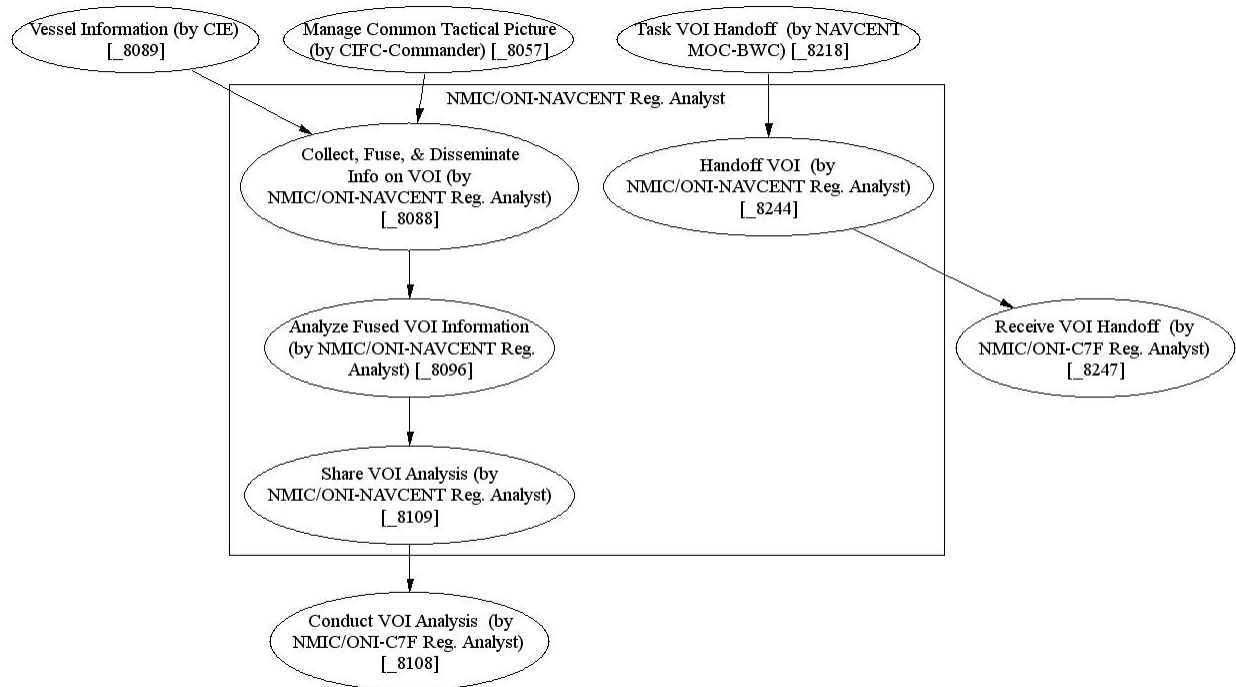 Vessel Information (by CIE)
[_8089]
Manage Common Tactical Picture
(by CIFC-Commander) [_8057]
Task VOI Handoff (by NAVCENT
MOC-BWC) [_8218]
NMIC/ONI-NAVCENT Reg. Analyst
Collect, Fuse, & Disseminate
Info on VOI (by
NMIC/ONI-NAVCENT Reg. Analyst)
[_8088]
Handoff VOI (by
NMIC/ONI-NAVCENT Reg. Analyst)
[_8244]
Analyze Fused VOI Information
(by NMIC/ONI-NAVCENT Reg.
Analyst) [_8096]
Receive VOI Handoff (by
NMIC/ONI-C7F Reg. Analyst)
[_8247]
Share VOI Analysis (by
NMIC/ONI-NAVCENT Reg. Analyst)
[_8109]
Conduct VOI Analysis (by
NMIC/ONI-C7F Reg. Analyst)
[_8108]